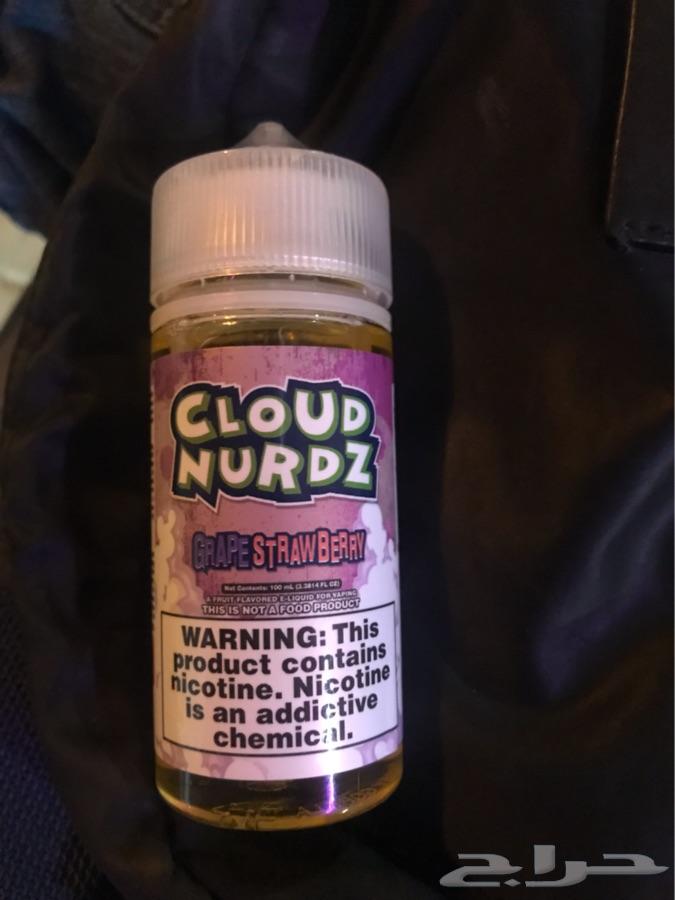 CLOUD
NURDZ
GRAPE STRAWBERRY
Net Contents: 100 mL (3.3814 FL OZ)
A FRUIT FLAVORED E-LIQUID FOR VAPING
THIS IS NOT A FOOD PRODUCT
WARNING: This
product contains
nicotine. Nicotine
is an addictive
chemical.
حراج